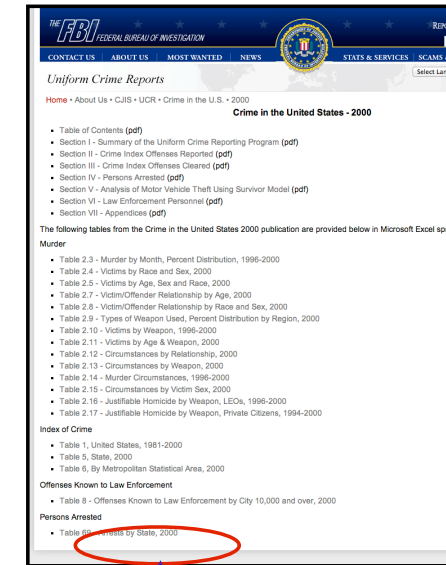 THE FBI FEDERAL BUREAU OF INVESTIGATION
CONTACT US ABOUT US MOST WANTED NEWS STATS & SERVICES SCAMS
Uniform Crime Reports
Home • About Us • CJIS • UCR • Crime in the U.S. • 2000
Crime in the United States - 2000
Table of Contents (pdf)
Section I - Summary of the Uniform Crime Reporting Program (pdf)
Section II - Crime Index Offenses Reported (pdf)
Section III - Crime Index Offenses Cleared (pdf)
Section IV - Persons Arrested (pdf)
Section V - Analysis of Motor Vehicle Theft Using Survivor Model (pdf)
Section VI - Law Enforcement Personnel (pdf)
Section VII - Appendices (pdf)
The following tables from the Crime in the United States 2000 publication are provided below in Microsoft Excel
Murder
Table 2.3 - Murder by Month, Percent Distribution, 1996-2000
Table 2.4 - Victims by Race and Sex, 2000
Table 2.5 - Victims by Age, Sex and Race, 2000
Table 2.7 - Victim/Offender Relationship by Age, 2000
Table 2.8 - Victim/Offender Relationship by Race and Sex, 2000
Table 2.9 - Types of Weapon Used, Percent Distribution by Region, 2000
Table 2.10 - Victims by Weapon, 1996-2000
Table 2.11 - Victims by Age & Weapon, 2000
Table 2.12 - Circumstances by Relationship, 2000
Table 2.13 - Circumstances by Weapon, 2000
Table 2.14 - Murder Circumstances, 1996-2000
Table 2.15 - Circumstances by Victim Sex, 2000
Table 2.16 - Justifiable Homicide by Weapon, LEOs, 1996-2000
Table 2.17 - Justifiable Homicide by Weapon, Private Citizens, 1994-2000
Index of Crime
Table 1, United States, 1981-2000
Table 5, State, 2000
Table 6, By Metropolitan Statistical Area, 2000
Offenses Known to Law Enforcement
Table 8 - Offenses Known to Law Enforcement by City 10,000 and over, 2000
Persons Arrested
Table 69 - Arrests by State, 2000